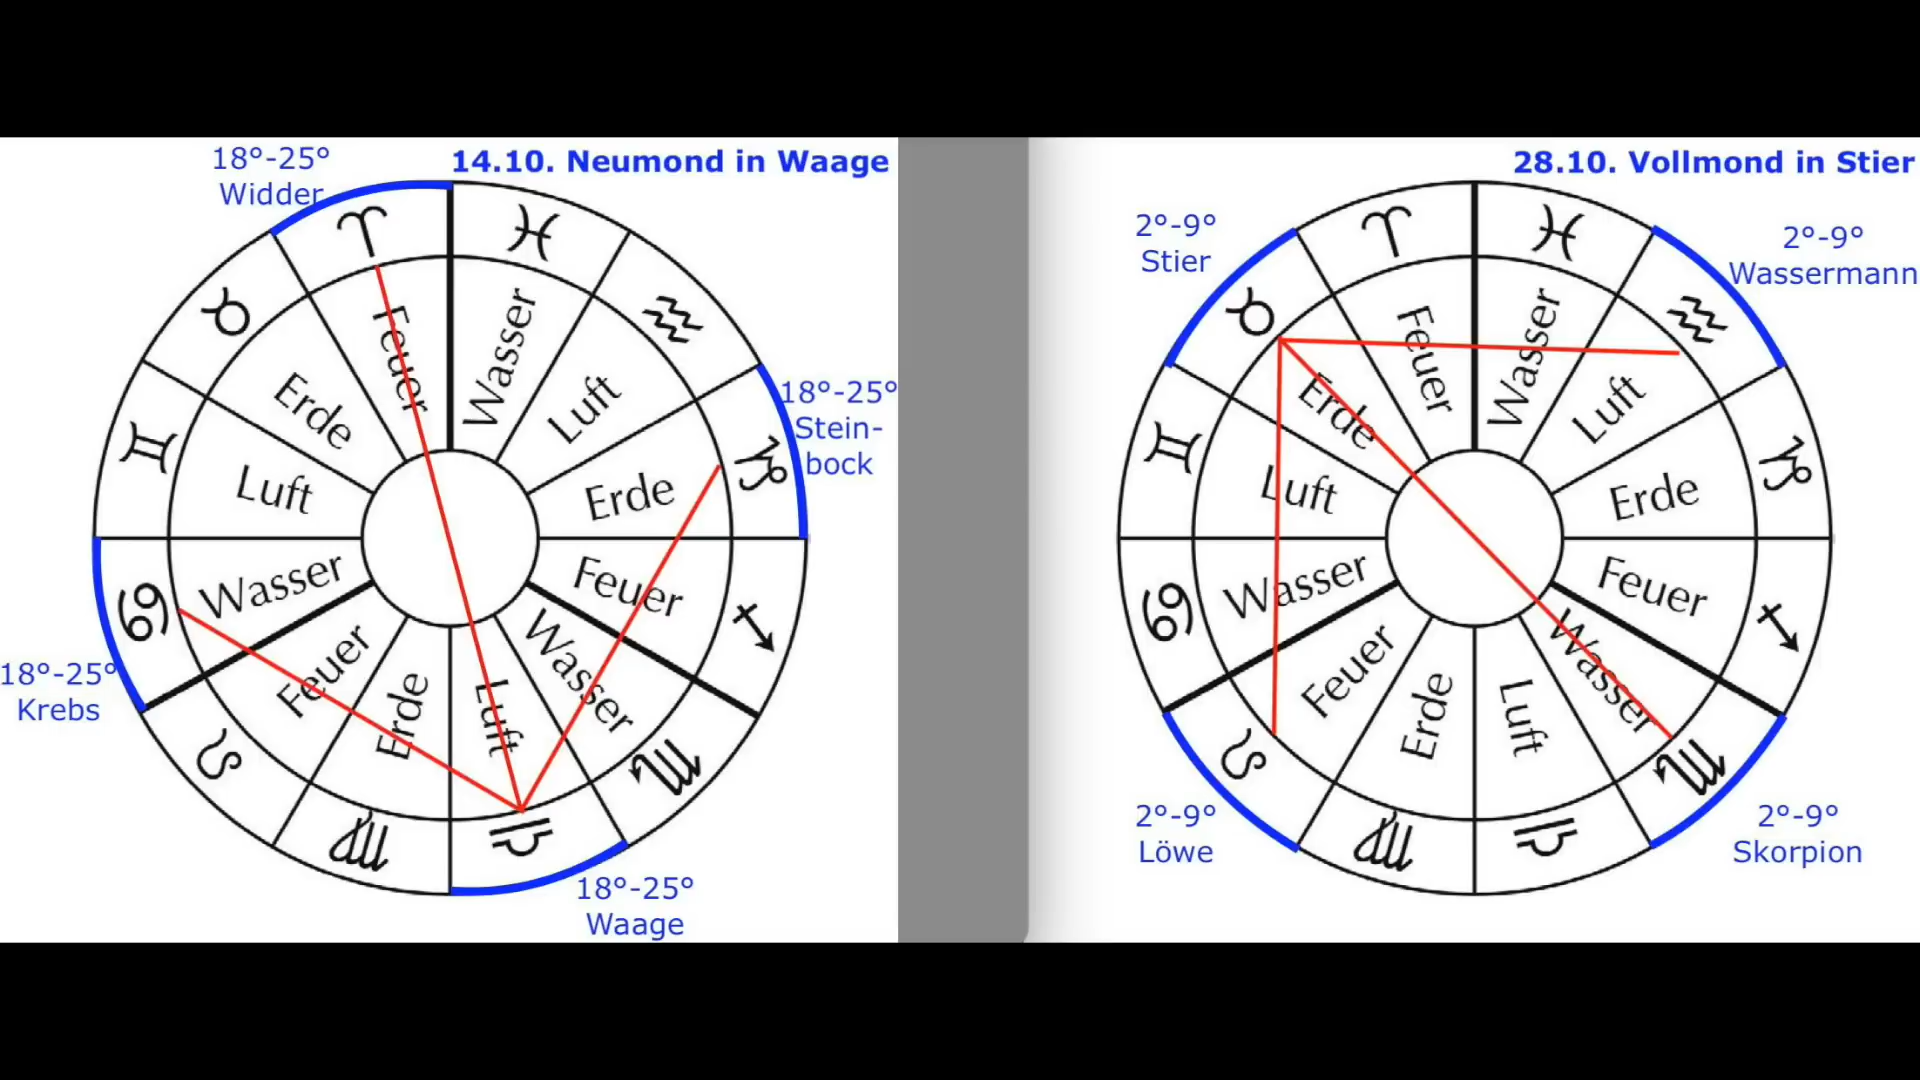 14.10. Neumond in Waage
18°-25°
Widder
18°-25°
Stein-
bock
18°-25°
Krebs
18°-25°
Waage
Feuer
Wasser
Erde
Luft
Luft
Erde
Wasser
Feuer
Feuer
Erde
Luft
Wasser
28.10. Vollmond in Stier
2°-9°
Stier
2°-9°
Wassermann
2°-9°
Löwe
2°-9°
Skorpion
Feuer
Wasser
Erde
Luft
Luft
Erde
Wasser
Feuer
Feuer
Erde
Luft
Wasser